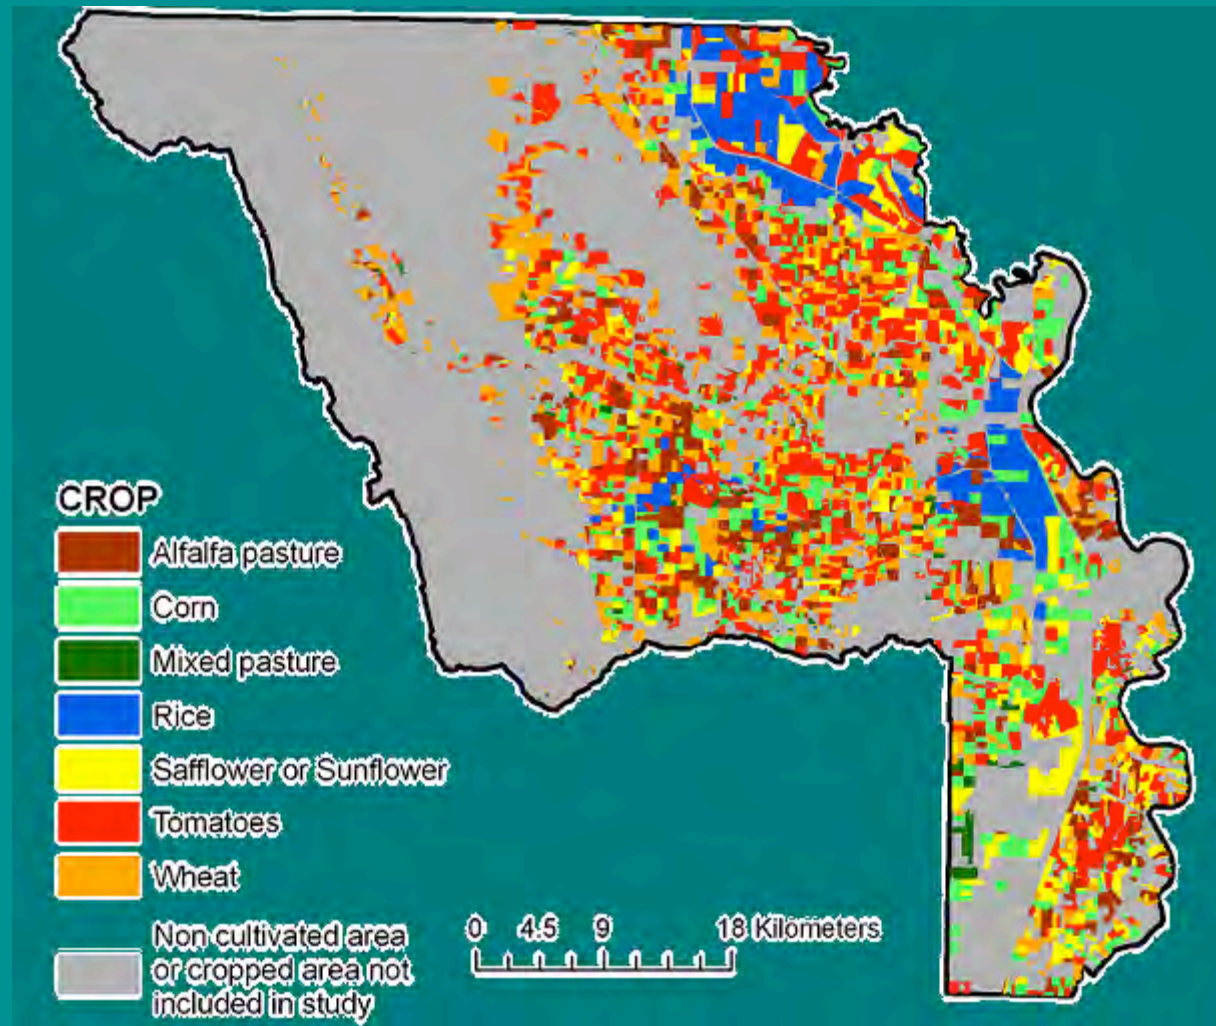 CROP
Alfalfa pasture
Corn
Mixed pasture
Rice
Safflower or Sunflower
Tomatoes
Wheat
Non cultivated area
or cropped area not
included in study
0 4.5 9 18 Kilometers